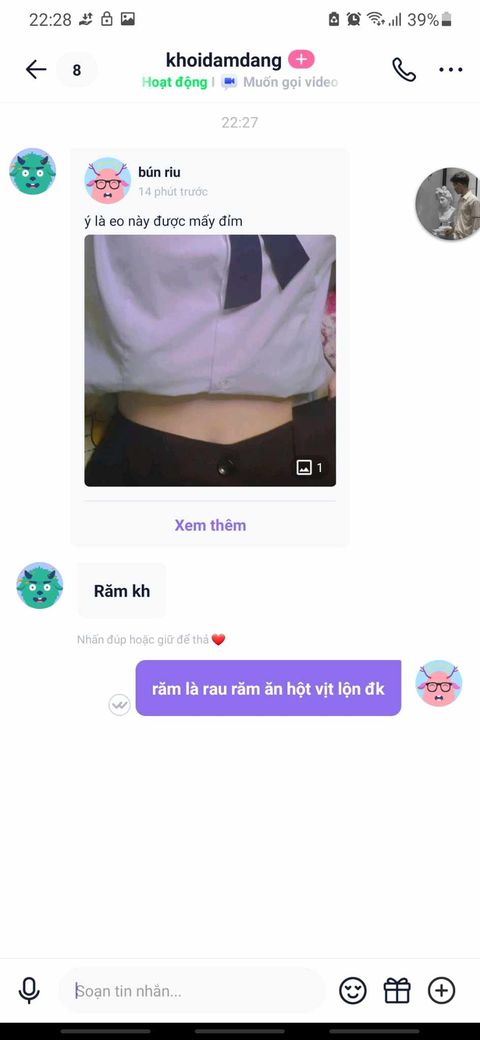 22:28
39%
8
khoidamdang
Hoạt động | Muốn gọi video
22:27
bún riu
14 phút trước
ý là eo này được mấy đỉm
1
Xem thêm
Răm kh
Nhấn đúp hoặc giữ để thả ❤️
răm là rau răm ăn hột vịt lộn đk
Soạn tin nhắn...